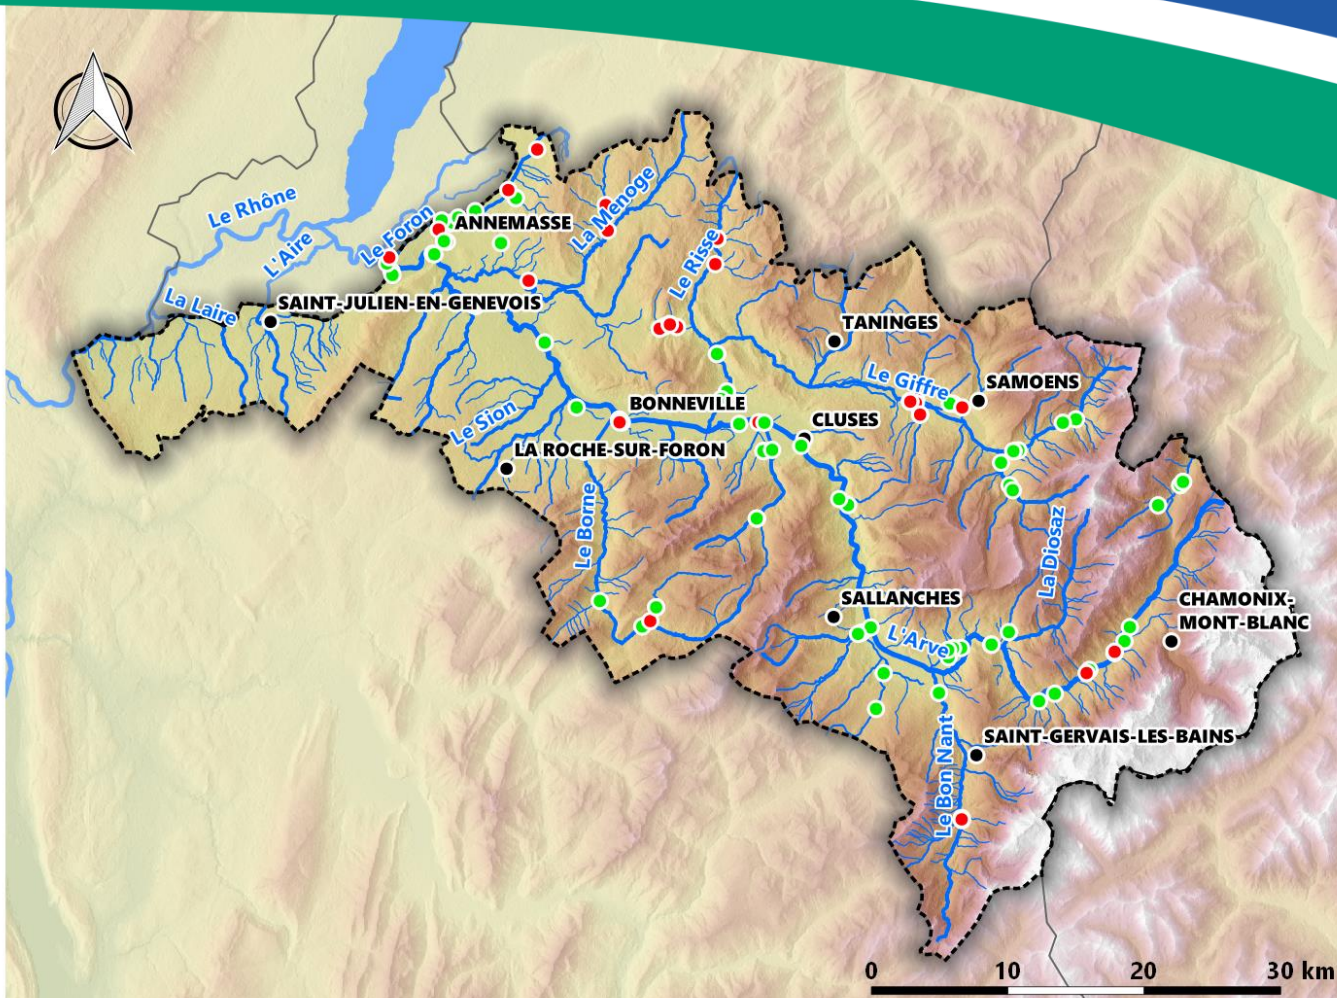 Le Rhône
L'Aire
Le Foron
ANNEMASSE
La Menoge
Le Risse
La Laire
SAINT-JULIEN-EN-GENEVOIS
TANINGES
Le Giffre
SAMOENS
Le Sion
BONNEVILLE
CLUSES
LA ROCHE-SUR-FORON
Le Borne
La Diosaz
SALLANCHES
L'Arve
CHAMONIX-
MONT-BLANC
Le Bon Nant
SAINT-GERVAIS-LES-BAINS
0 10 20 30 km